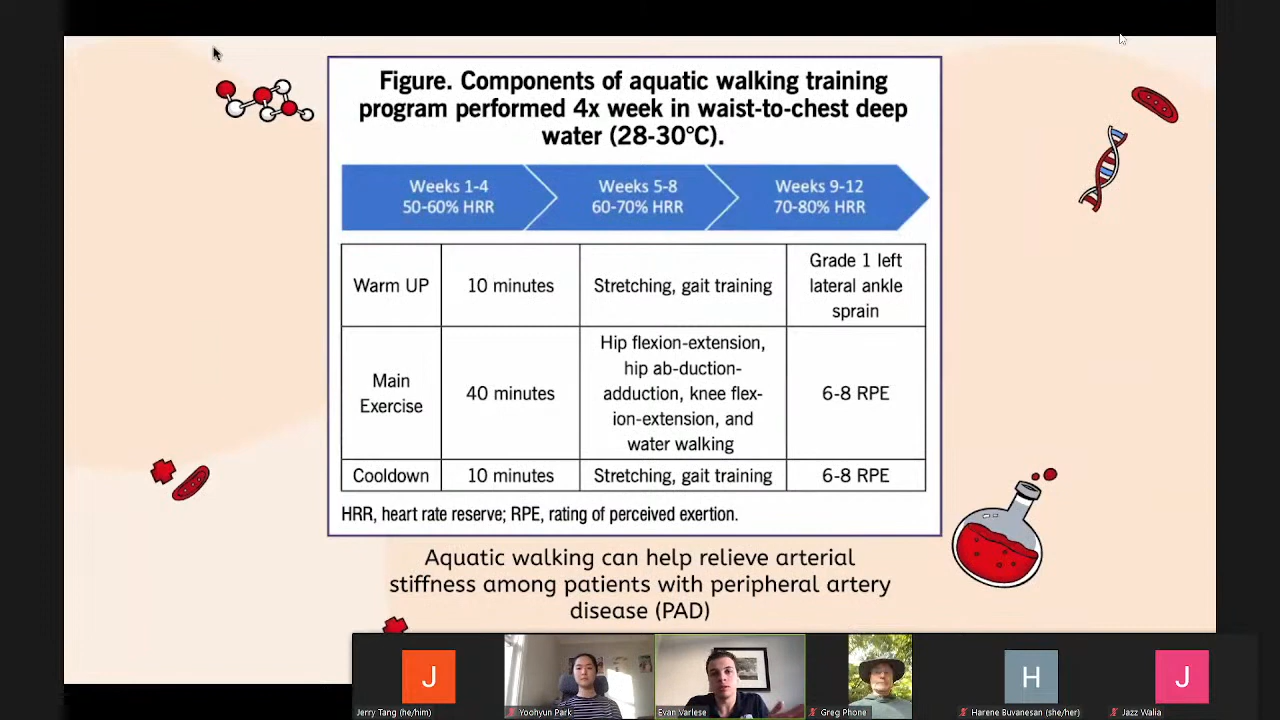 Figure. Components of aquatic walking training
program performed 4x week in waist-to-chest deep
water (28-30°C).
Weeks 1-4
50-60% HRR
Weeks 5-8
60-70% HRR
Weeks 9-12
70-80% HRR
Warm UP
10 minutes
Stretching, gait training
Grade 1 left
lateral ankle
sprain
Main
Exercise
40 minutes
Hip flexion-extension,
hip ab-duction-
adduction, knee flex-
ion-extension, and
water walking
6-8 RPE
Cooldown
10 minutes
Stretching, gait training
6-8 RPE
HRR, heart rate reserve; RPE, rating of perceived exertion.
Aquatic walking can help relieve arterial
stiffness among patients with peripheral artery
disease (PAD)
J
H
J
Jerry Tang (he/him)
Yoohyun Park
Evan Varlese
Greg Phone
Harene Buvanesan (she/her)
Jazz Walia